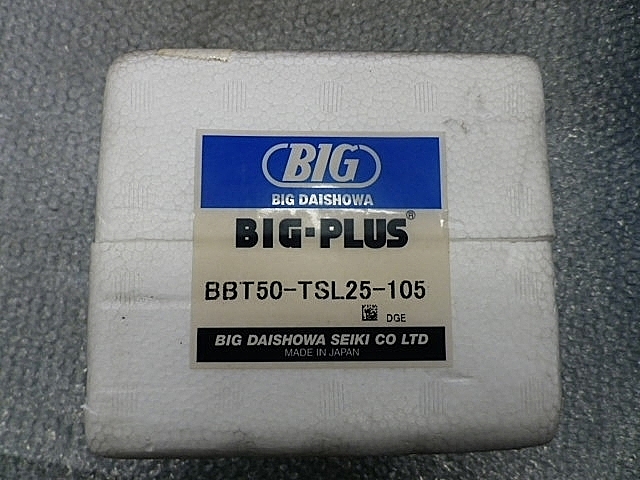 BIG
BIG DAISHOWA
BIG-PLUS®
BBT50-TSL25-105
DGE
BIG DAISHOWA SEIKI CO LTD
MADE IN JAPAN